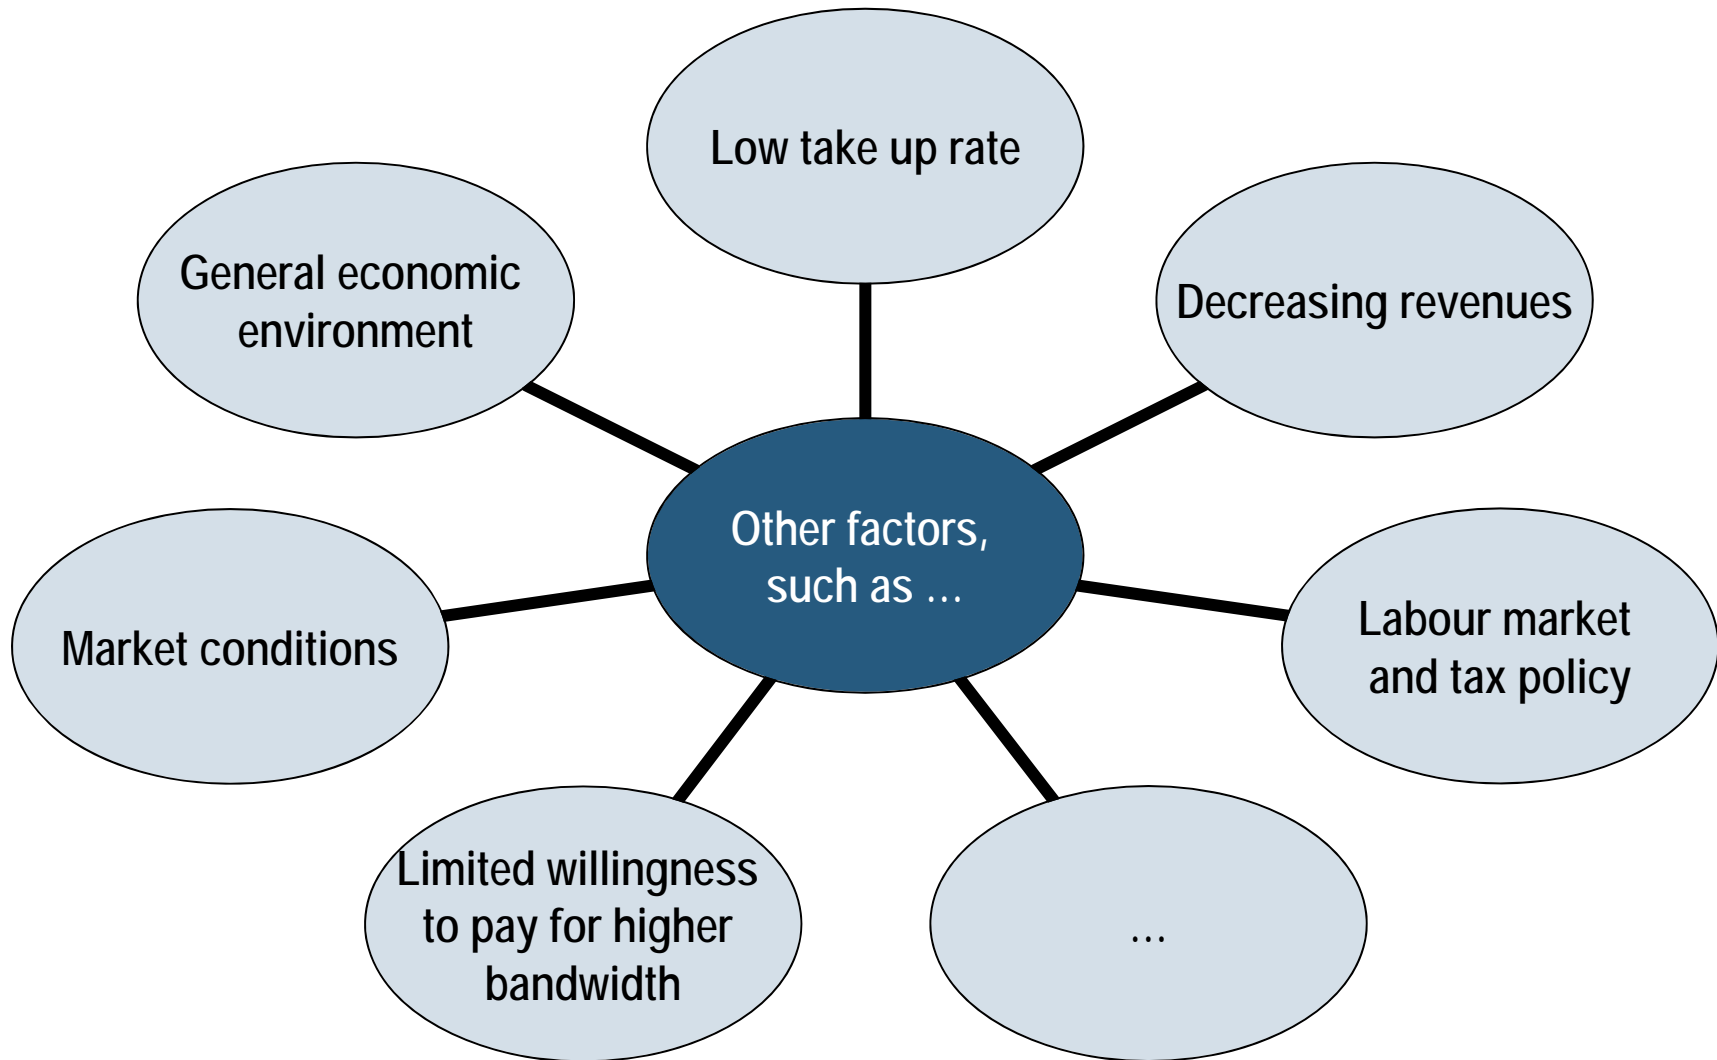 Low take up rate
General economic
environment
Decreasing revenues
Other factors,
such as …
Market conditions
Labour market
and tax policy
Limited willingness
to pay for higher
bandwidth
…